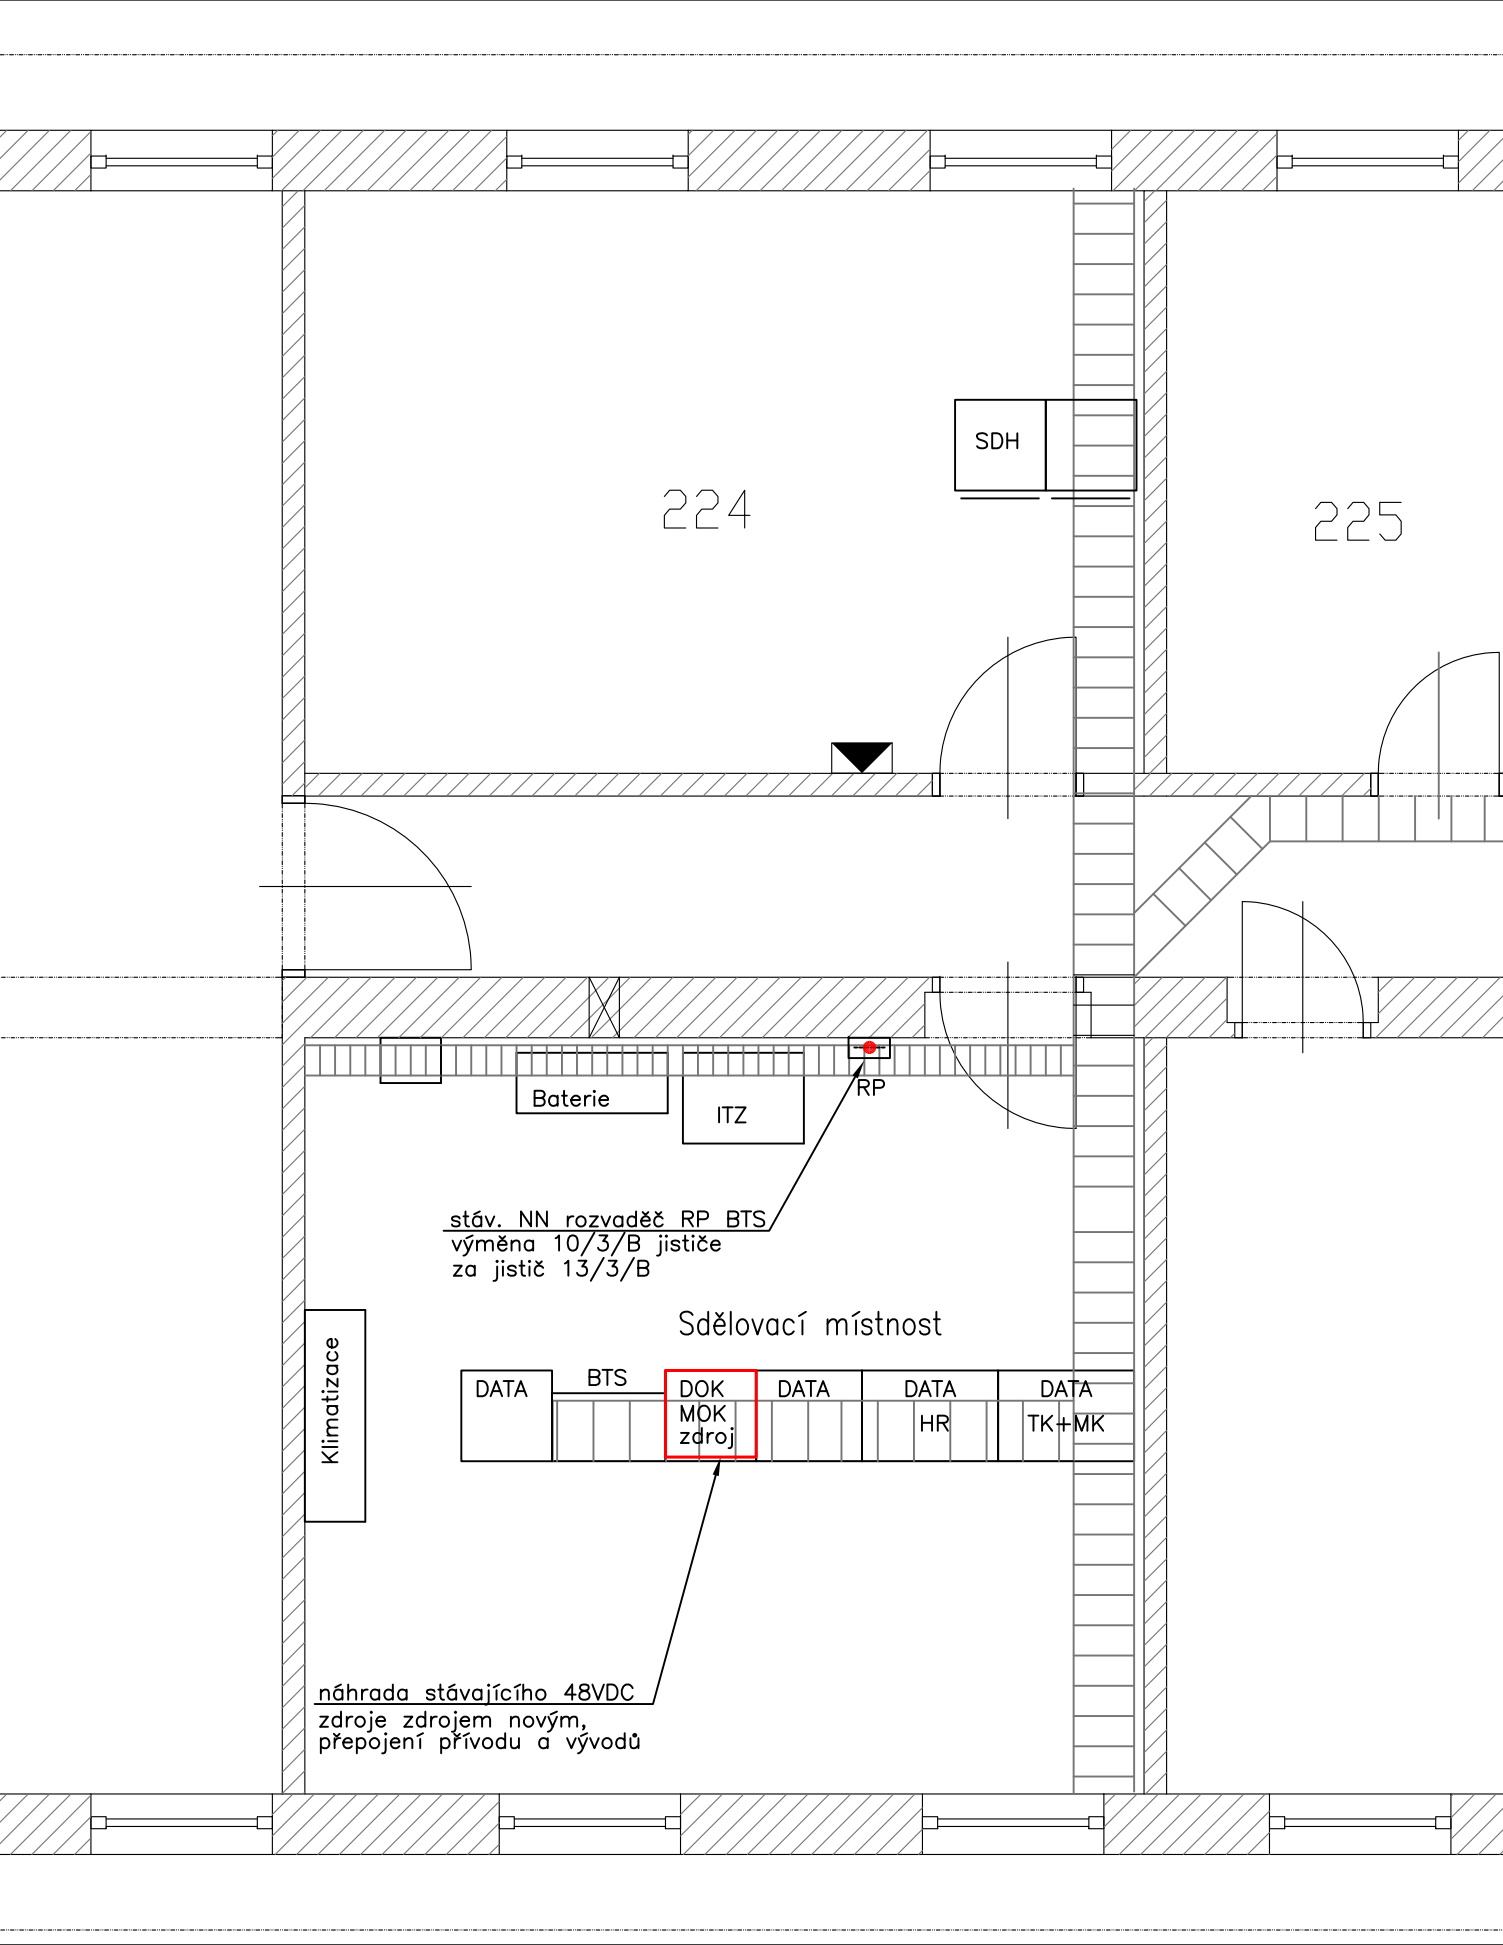 SDH
224
225
Baterie
ITZ
RP
stáv. NN rozvaděč RP BTS
výměna 10/3/B jističe
za jistič 13/3/B
Sdělovací místnost
Klimatizace
DATA
BTS
DOK
MOK
zdroj
DATA
DATA
HR
DATA
TK+MK
náhrada stávajícího 48VDC
zdroje zdrojem novým,
přepojení přívodu a vývodů